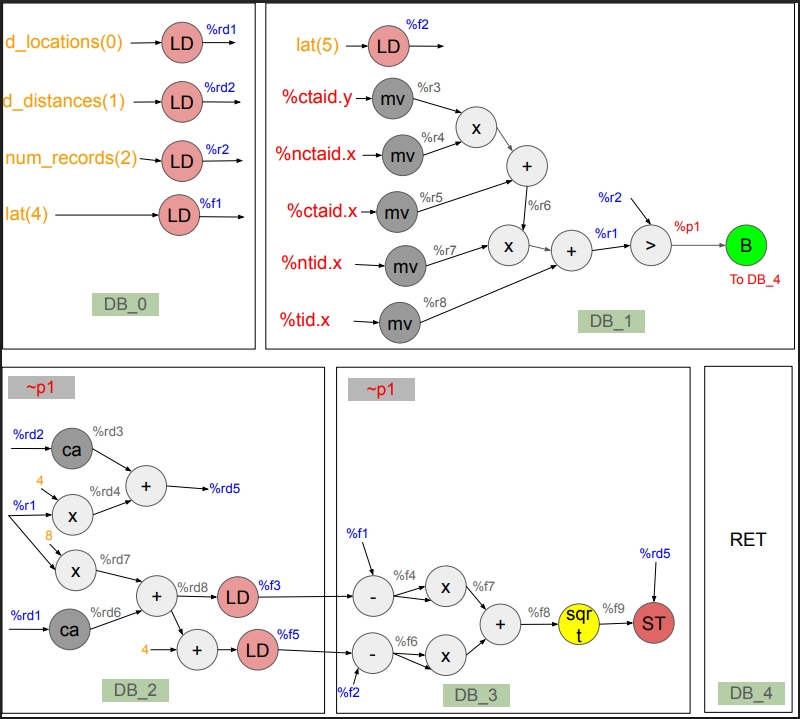 d_locations(0) LD %rd1
d_distances(1) LD %rd2
num_records(2) LD %r2
lat(4) LD %f1
DB_0
lat(5) LD %f2
%ctaid.y mv %r3
x
%nctaid.x mv %r4
+
%ctaid.x mv %r5
%r6
%r2
%ntid.x mv %r7 x + %r1 > %p1 B
To DB_4
%tid.x mv %r8
DB_1
~p1
%rd2 ca %rd3
+ %rd5
4
%r1 x %rd4
8
x %rd7
+ %rd8 LD %f3
%rd1 ca %rd6
4 + LD %f5
DB_2
~p1
%f1
- %f4 x %f7
+ %f8 sqr
t %f9 ST
%rd5
- %f6 x
%f2
DB_3
RET
DB_4